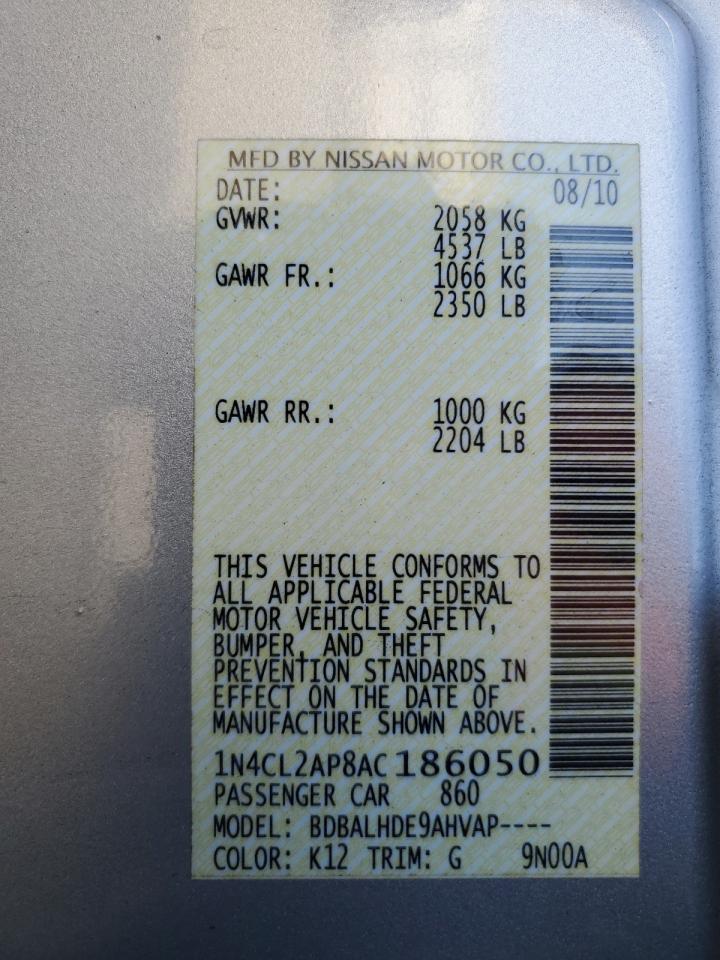 MFD BY NISSAN MOTOR CO., LTD.
DATE: 08/10
GVWR: 2058 KG
4537 LB
GAWR FR.: 1066 KG
2350 LB
GAWR RR.: 1000 KG
2204 LB
THIS VEHICLE CONFORMS TO
ALL APPLICABLE FEDERAL
MOTOR VEHICLE SAFETY,
BUMPER, AND THEFT
PREVENTION STANDARDS IN
EFFECT ON THE DATE OF
MANUFACTURE SHOWN ABOVE.
1N4CL2AP8AC186050
PASSENGER CAR 860
MODEL: BDBALHDE9AHVAP----
COLOR: K12 TRIM: G 9N00A